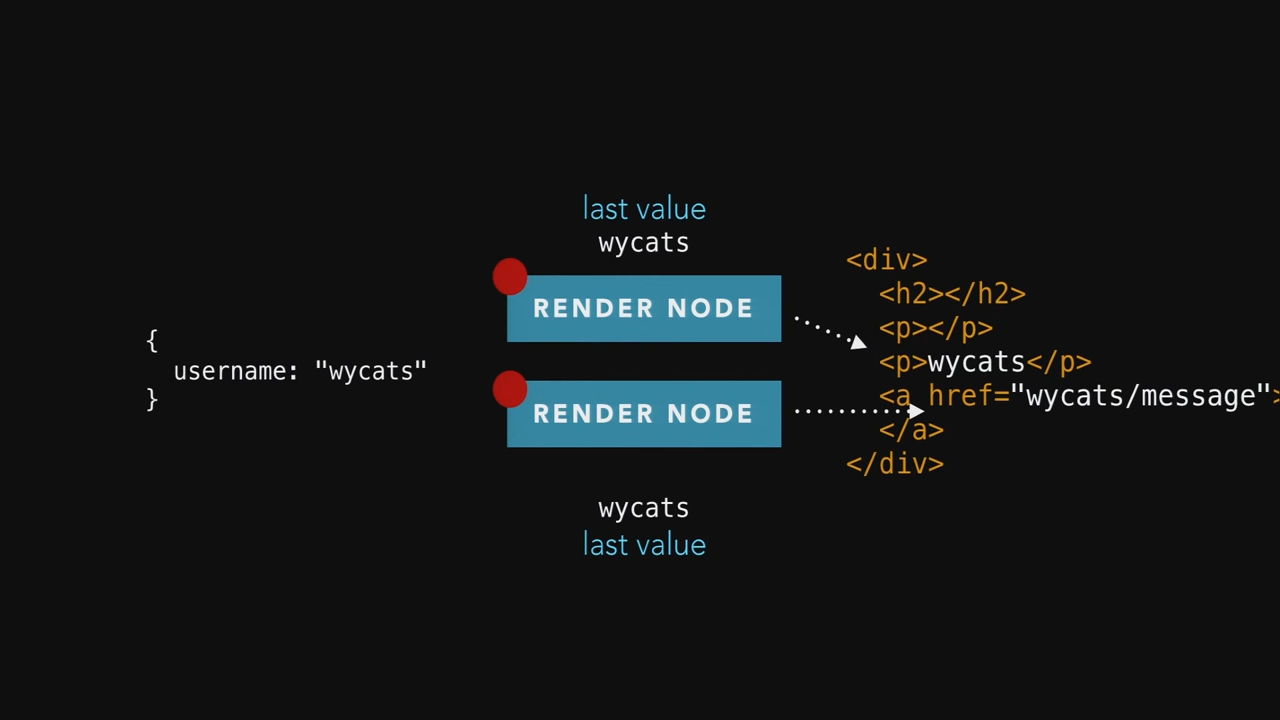 {
  username: "wycats"
}
last value
wycats
RENDER NODE
RENDER NODE
wycats
last value
<div>
  <h2></h2>
  <p></p>
  <p>wycats</p>
  <a href="wycats/message">
  </a>
</div>